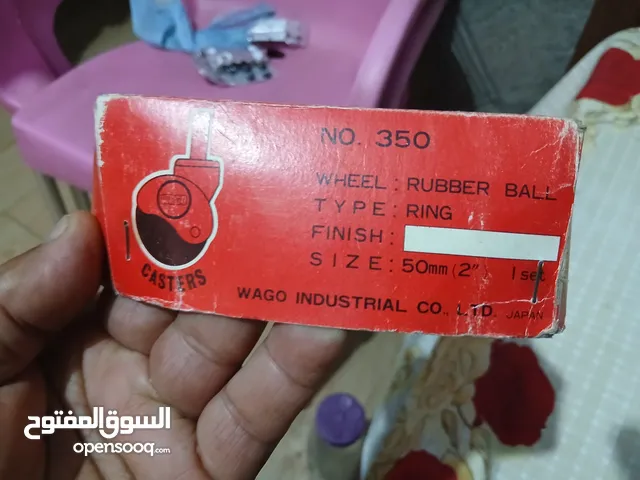 NO. 350
WHEEL : RUBBER BALL
TYPE : RING
FINISH :
SIZE : 50mm (2" 1 set
CASTERS
WAGO INDUSTRIAL CO., LTD. JAPAN
السوق المفتوح
opensooq.com